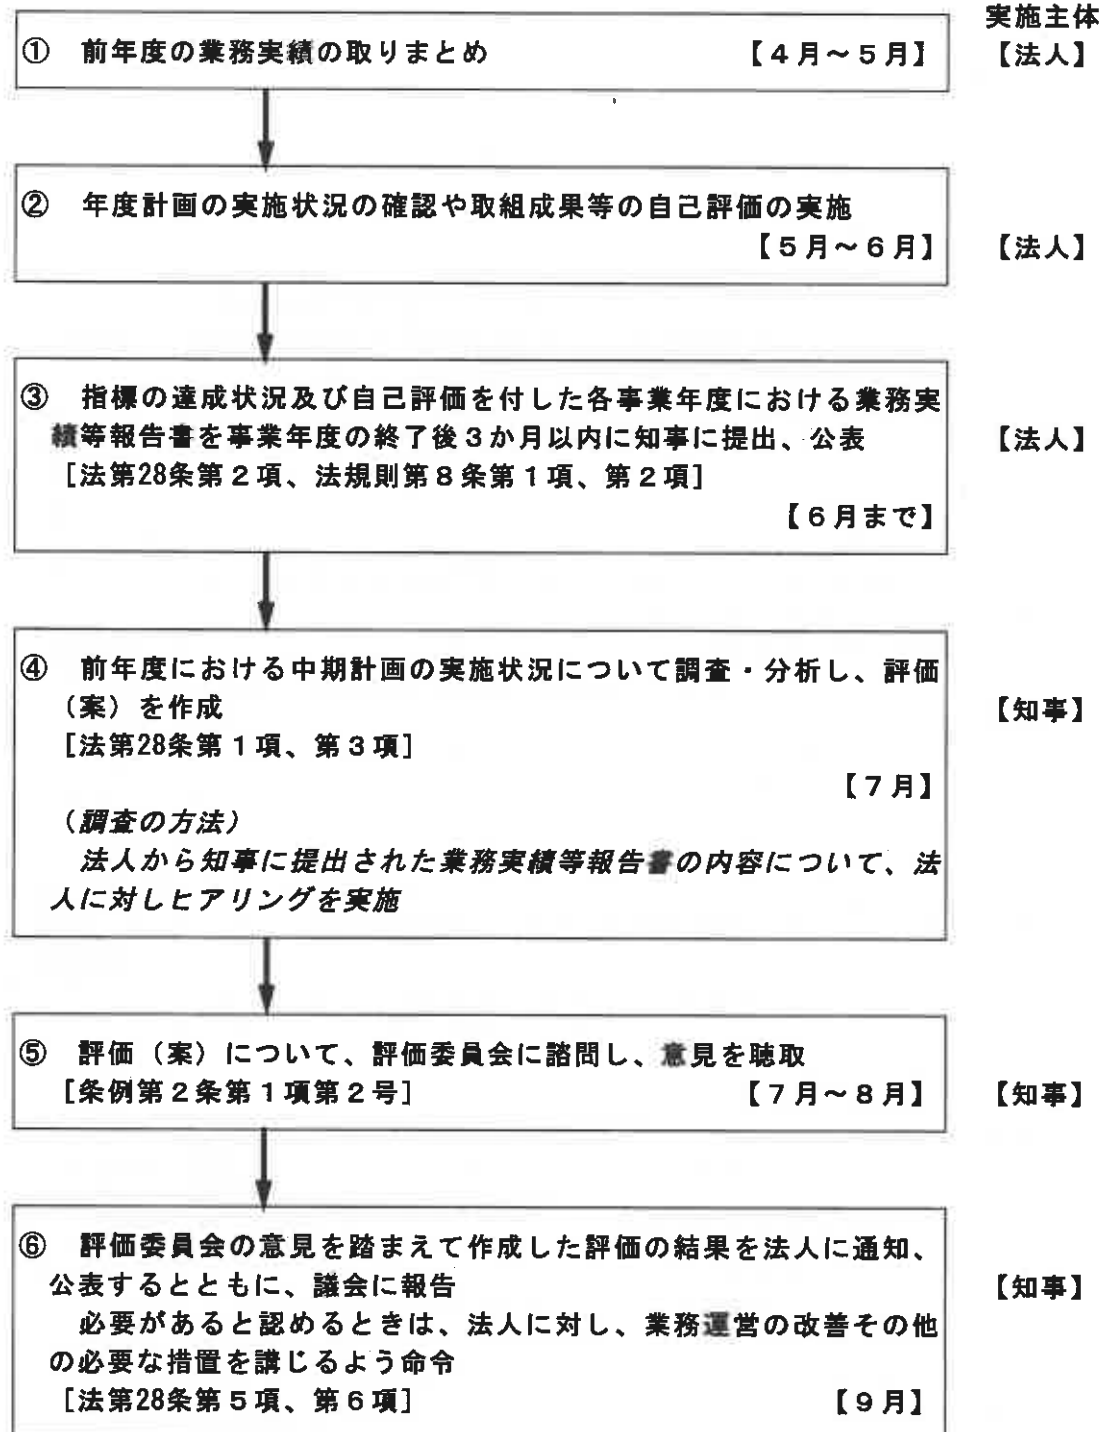 実施主体
① 前年度の業務実績の取りまとめ 【4月～5月】 【法人】
② 年度計画の実施状況の確認や取組成果等の自己評価の実施
【5月～6月】 【法人】
③ 指標の達成状況及び自己評価を付した各事業年度における業務実
績等報告書を事業年度の終了後3か月以内に知事に提出、公表 【法人】
[法第28条第2項、法規則第8条第1項、第2項]
【6月まで】
④ 前年度における中期計画の実施状況について調査・分析し、評価
（案）を作成 【知事】
[法第28条第1項、第3項]
【7月】
（調査の方法）
法人から知事に提出された業務実績等報告書の内容について、法
人に対しヒアリングを実施
⑤ 評価（案）について、評価委員会に諮問し、意見を聴取
[条例第2条第1項第2号] 【7月～8月】 【知事】
⑥ 評価委員会の意見を踏まえて作成した評価の結果を法人に通知、
公表するとともに、議会に報告 【知事】
必要があると認めるときは、法人に対し、業務運営の改善その他
の必要な措置を講じるよう命令
[法第28条第5項、第6項] 【9月】